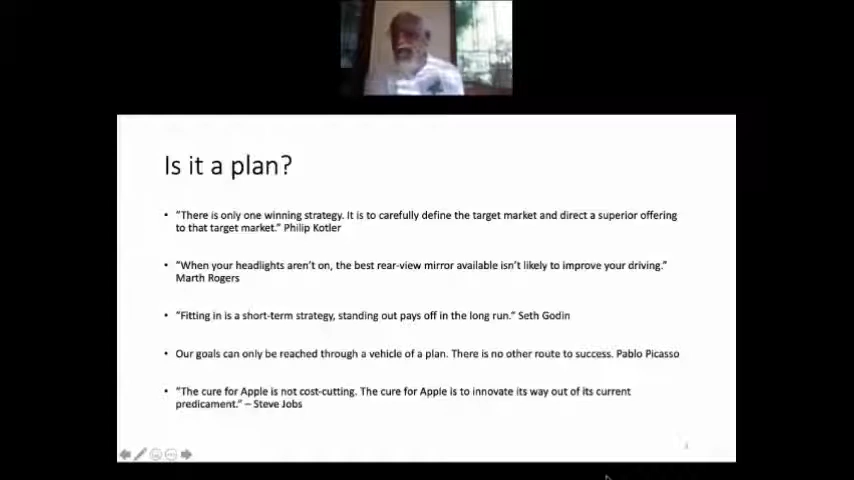 Is it a plan?
• "There is only one winning strategy. It is to carefully define the target market and direct a superior offering
to that target market." Philip Kotler
• "When your headlights aren't on, the best rear-view mirror available isn't likely to improve your driving."
Marth Rogers
• "Fitting in is a short-term strategy, standing out pays off in the long run." Seth Godin
• Our goals can only be reached through a vehicle of a plan. There is no other route to success. Pablo Picasso
• "The cure for Apple is not cost-cutting. The cure for Apple is to innovate its way out of its current
predicament." – Steve Jobs